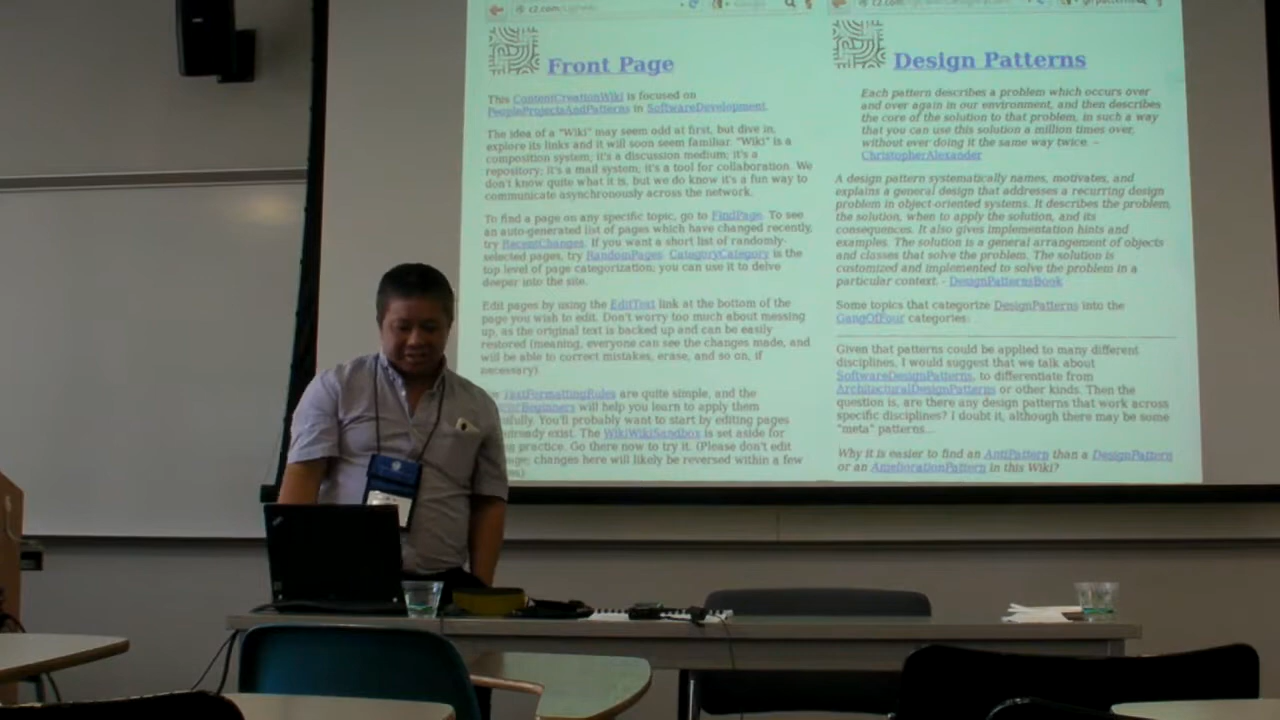 c2.com/cgi/wiki
Front Page
This ContentCreationWiki is focused on
PeopleProjectsAndPatterns in SoftwareDevelopment.
The idea of a "Wiki" may seem odd at first, but dive in,
explore its links and it will soon seem familiar. "Wiki" is a
composition system; it's a discussion medium; it's a
repository; it's a mail system; it's a tool for collaboration. We
don't know quite what it is, but we do know it's a fun way to
communicate asynchronously across the network.
To find a page on any specific topic, go to FindPage. To see
an auto-generated list of pages which have changed recently,
try RecentChanges. If you want a short list of randomly-
selected pages, try RandomPages. CategoryCategory is the
top level of page categorization; you can use it to delve
deeper into the site.
Edit pages by using the EditText link at the bottom of the
page you wish to edit. Don't worry too much about messing
up, as the original text is backed up and can be easily
restored (meaning, everyone can see the changes made, and
will be able to correct mistakes, erase, and so on, if
necessary).
TextFormattingRules are quite simple, and the
will help you learn to apply them
You'll probably want to start by editing pages
already exist. The WikiWikiSandbox is set aside for
practice. Go there now to try it. (Please don't edit
changes here will likely be reversed within a few
Design Patterns
Each pattern describes a problem which occurs over
and over again in our environment, and then describes
the core of the solution to that problem, in such a way
that you can use this solution a million times over,
without ever doing it the same way twice. -
ChristopherAlexander
A design pattern systematically names, motivates, and
explains a general design that addresses a recurring design
problem in object-oriented systems. It describes the problem,
the solution, when to apply the solution, and its
consequences. It also gives implementation hints and
examples. The solution is a general arrangement of objects
and classes that solve the problem. The solution is
customized and implemented to solve the problem in a
particular context. - DesignPatternsBook
Some topics that categorize DesignPatterns into the
GangOfFour categories.
Given that patterns could be applied to many different
disciplines, I would suggest that we talk about
SoftwareDesignPatterns, to differentiate from
ArchitecturalDesignPatterns or other kinds. Then the
question is, are there any design patterns that work across
specific disciplines? I doubt it, although there may be some
"meta" patterns...
Why it is easier to find an AntiPattern than a DesignPattern
or an AmeliorationPattern in this Wiki?